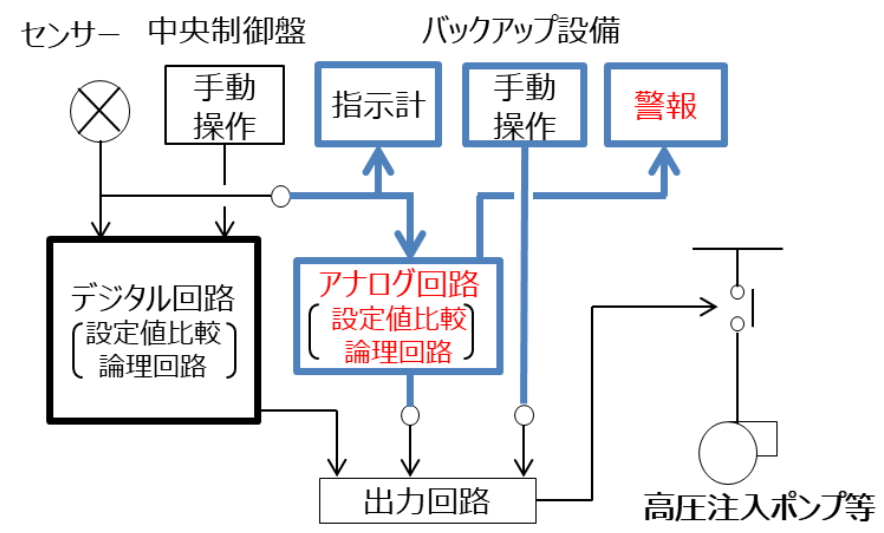 センサー
中央制御盤
バックアップ設備
手動
操作
指示計
手動
操作
警報
デジタル回路
設定値比較
論理回路
アナログ回路
設定値比較
論理回路
出力回路
高圧注入ポンプ等